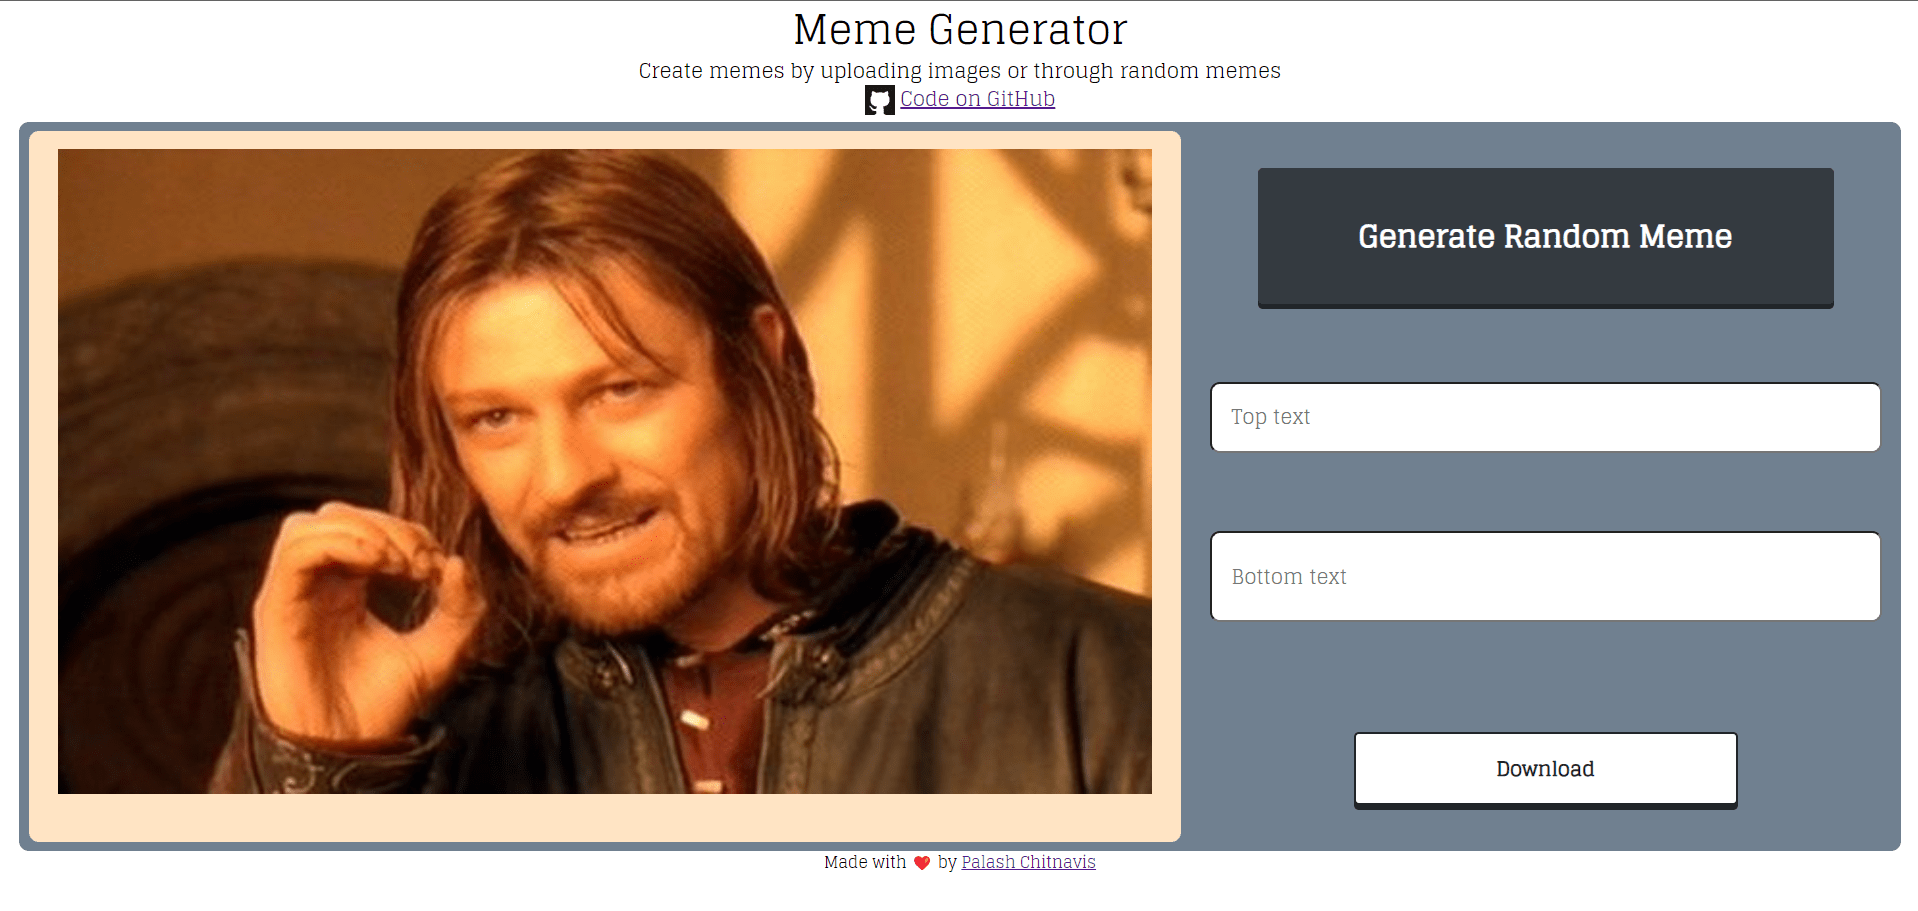 Meme Generator
Create memes by uploading images or through random memes
Code on GitHub
Generate Random Meme
Top text
Bottom text
Download
Made with ❤️ by Palash Chitnavis